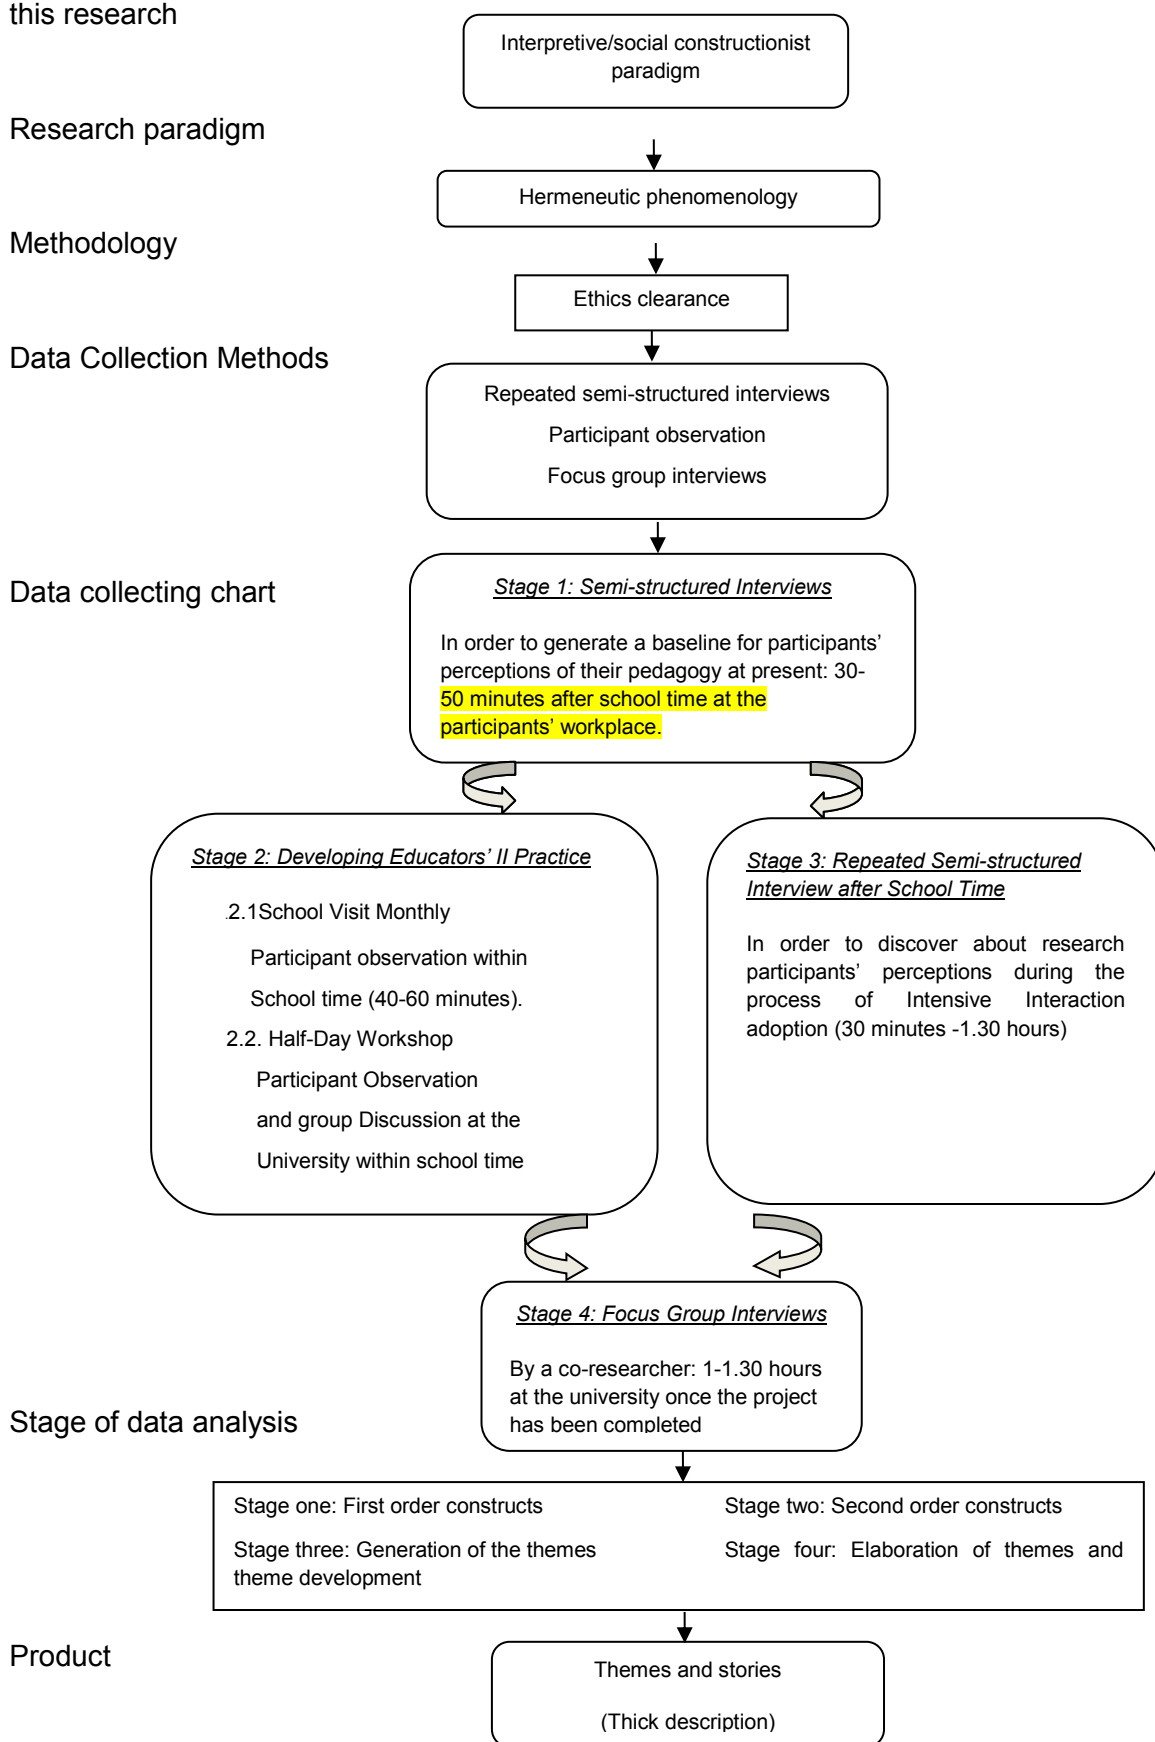 this research
Interpretive/social constructionist
paradigm
Research paradigm
Hermeneutic phenomenology
Methodology
Ethics clearance
Data Collection Methods
Repeated semi-structured interviews
Participant observation
Focus group interviews
Data collecting chart
Stage 1: Semi-structured Interviews
In order to generate a baseline for participants’
perceptions of their pedagogy at present: 30-
50 minutes after school time at the
participants’ workplace.
Stage 2: Developing Educators’ II Practice
.2.1School Visit Monthly
Participant observation within
School time (40-60 minutes).
2.2. Half-Day Workshop
Participant Observation
and group Discussion at the
University within school time
Stage 3: Repeated Semi-structured
Interview after School Time
In order to discover about research
participants’ perceptions during the
process of Intensive Interaction
adoption (30 minutes -1.30 hours)
Stage 4: Focus Group Interviews
By a co-researcher: 1-1.30 hours
at the university once the project
has been completed
Stage of data analysis
Stage one: First order constructs
Stage two: Second order constructs
Stage three: Generation of the themes
Stage four: Elaboration of themes and
theme development
Product
Themes and stories
(Thick description)